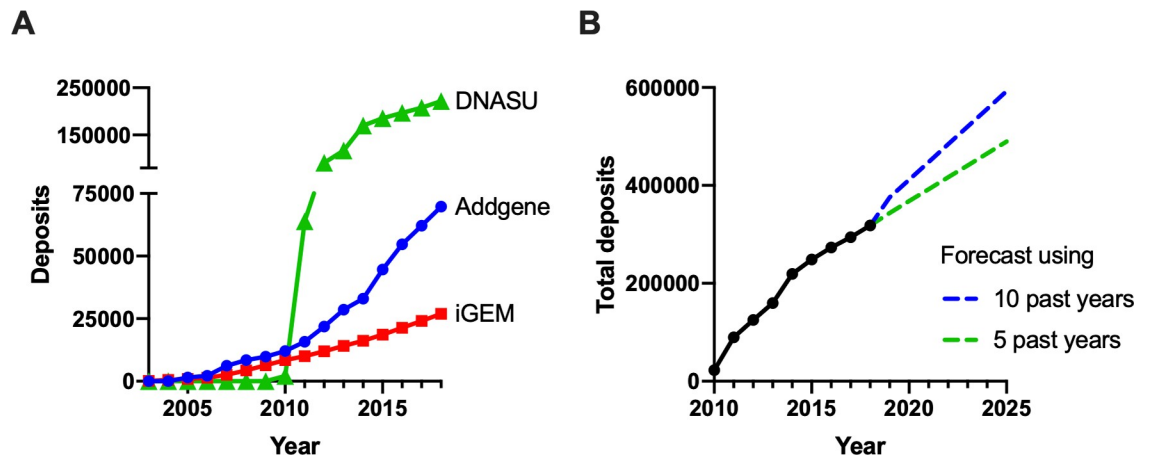 A
250000
150000
75000
50000
25000
0
Deposits
2005
2010
2015
Year
DNASU
Addgene
iGEM
B
600000
400000
200000
0
Total deposits
2010
2015
2020
2025
Year
Forecast using
10 past years
5 past years